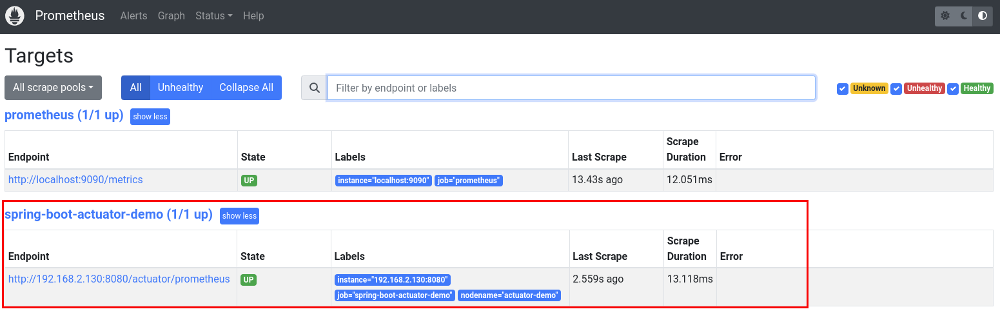 Prometheus Alerts Graph Status Help
Targets
All scrape pools All Unhealthy Collapse All Filter by endpoint or labels Unknown Unhealthy Healthy
prometheus (1/1 up) show less
Endpoint State Labels Last Scrape Scrape Duration Error
http://localhost:9090/metrics UP instance="localhost:9090" job="prometheus" 13.43s ago 12.051ms
spring-boot-actuator-demo (1/1 up) show less
Endpoint State Labels Last Scrape Scrape Duration Error
http://192.168.2.130:8080/actuator/prometheus UP instance="192.168.2.130:8080" 2.559s ago 13.118ms
job="spring-boot-actuator-demo" nodename="actuator-demo"